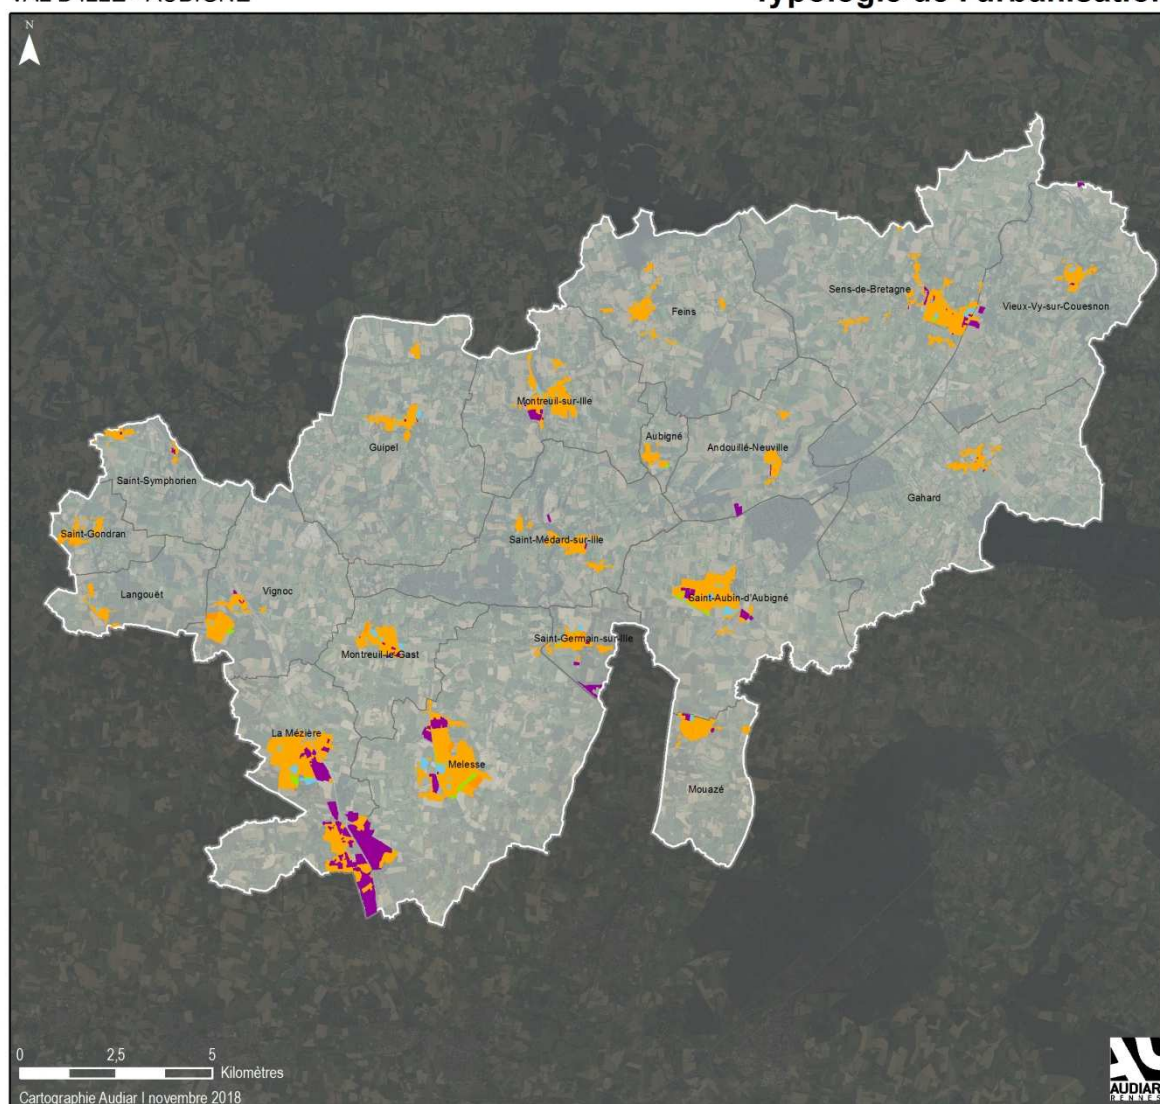 Typologie de l'urbanisation
N
Sens-de-Bretagne
Vieux-Vy-sur-Couesnon
Feins
Montreuil-sur-Ille
Aubigné
Andouillé-Neuville
Guipel
Gahard
Saint-Symphorien
Saint-Gondran
Saint-Médard-sur-Ille
Langouët
Vignoc
Saint-Aubin-d'Aubigné
Saint-Germain-sur-Ille
Montreuil-le-Gast
La Mézière
Melesse
Mouazé
0 2,5 5
Kilomètres
Cartographie Audiar I novembre 2018
AUDIAR
RENNES